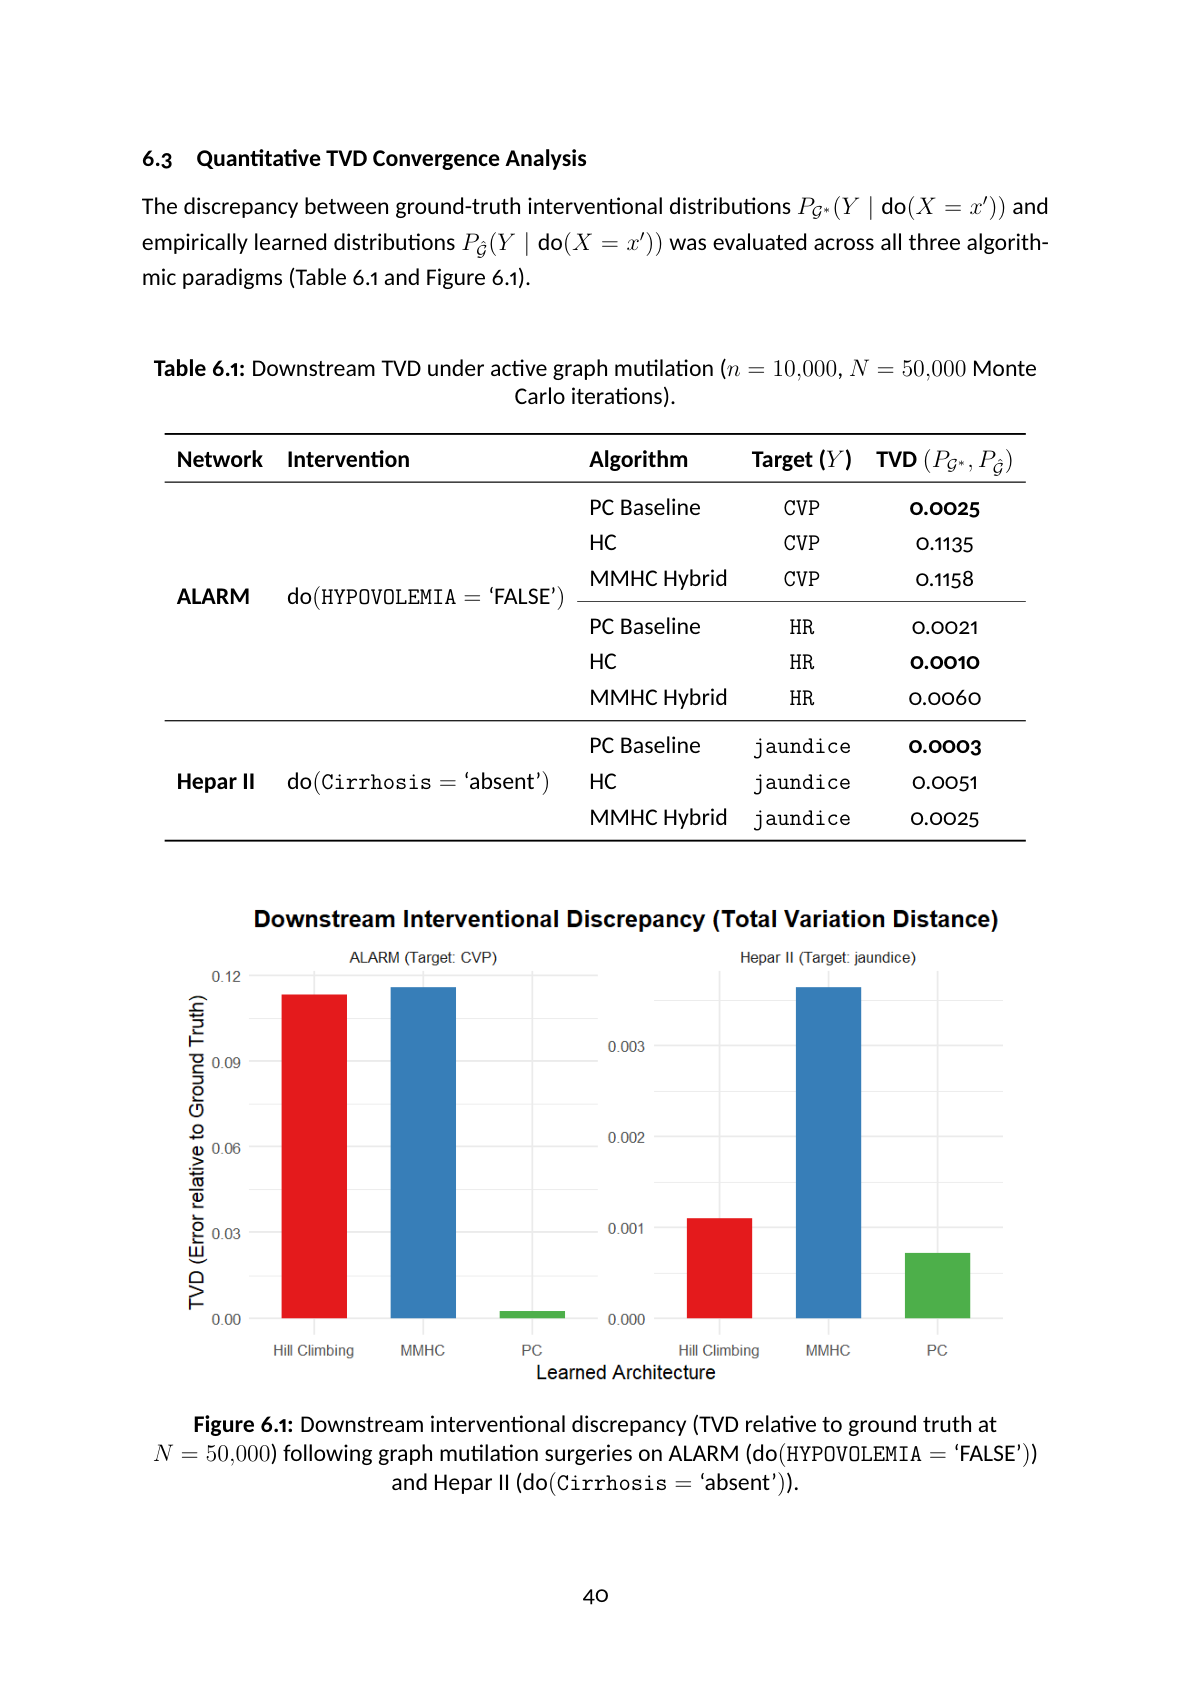 6.3 Quantitative TVD Convergence Analysis
The discrepancy between ground-truth interventional distributions P_{𝒢*}(Y | do(X = x′)) and
empirically learned distributions P_{𝒢̂}(Y | do(X = x′)) was evaluated across all three algorith-
mic paradigms (Table 6.1 and Figure 6.1).
Table 6.1: Downstream TVD under active graph mutilation (n = 10,000, N = 50,000 Monte
Carlo iterations).
Network Intervention Algorithm Target (Y) TVD (P_{𝒢*}, P_{𝒢̂})
PC Baseline CVP 0.0025
HC CVP 0.1135
MMHC Hybrid CVP 0.1158
ALARM do(HYPOVOLEMIA = ‘FALSE’)
PC Baseline HR 0.0021
HC HR 0.0010
MMHC Hybrid HR 0.0060
PC Baseline jaundice 0.0003
Hepar II do(Cirrhosis = ‘absent’) HC jaundice 0.0051
MMHC Hybrid jaundice 0.0025
Downstream Interventional Discrepancy (Total Variation Distance)
ALARM (Target: CVP)
Hepar II (Target: jaundice)
TVD (Error relative to Ground Truth)
0.12
0.09
0.06
0.03
0.00
0.003
0.002
0.001
0.000
Hill Climbing MMHC PC
Hill Climbing MMHC PC
Learned Architecture
Figure 6.1: Downstream interventional discrepancy (TVD relative to ground truth at
N = 50,000) following graph mutilation surgeries on ALARM (do(HYPOVOLEMIA = ‘FALSE’))
and Hepar II (do(Cirrhosis = ‘absent’)).
40